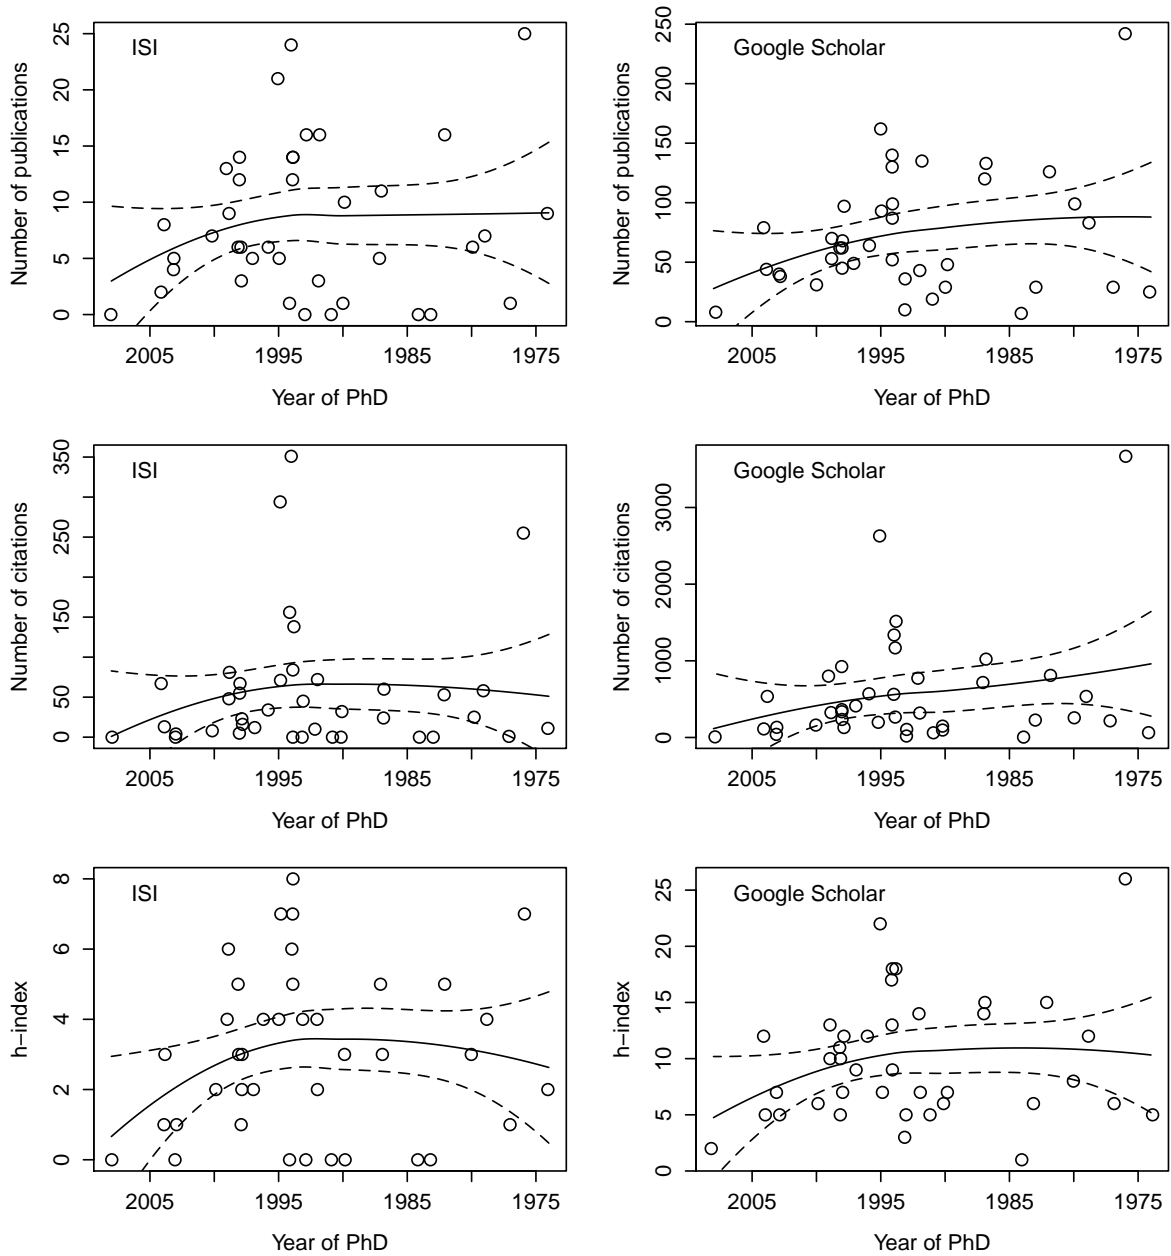 ISI
Number of publications
25
20
15
10
5
0
2005 1995 1985 1975
Year of PhD
Google Scholar
Number of publications
250
200
150
100
50
0
2005 1995 1985 1975
Year of PhD
ISI
Number of citations
350
250
150
50
0
2005 1995 1985 1975
Year of PhD
Google Scholar
Number of citations
3000
2000
1000
0
2005 1995 1985 1975
Year of PhD
ISI
h−index
8
6
4
2
0
2005 1995 1985 1975
Year of PhD
Google Scholar
h−index
25
20
15
10
5
0
2005 1995 1985 1975
Year of PhD